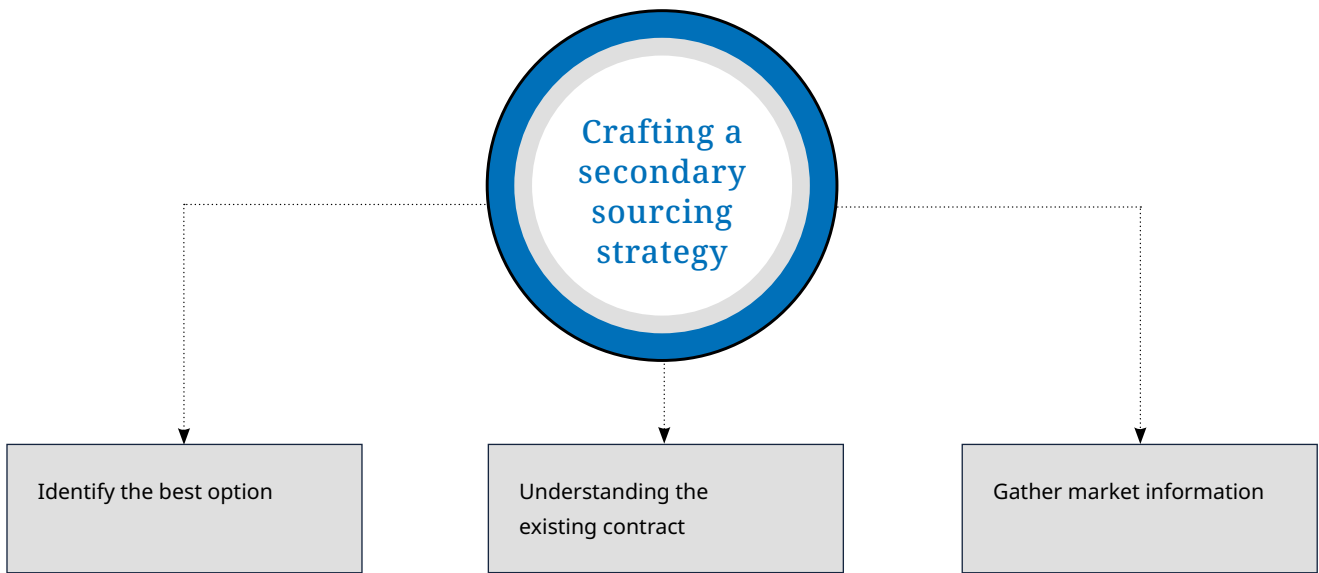 Crafting a
secondary
sourcing
strategy
Identify the best option
Understanding the
existing contract
Gather market information